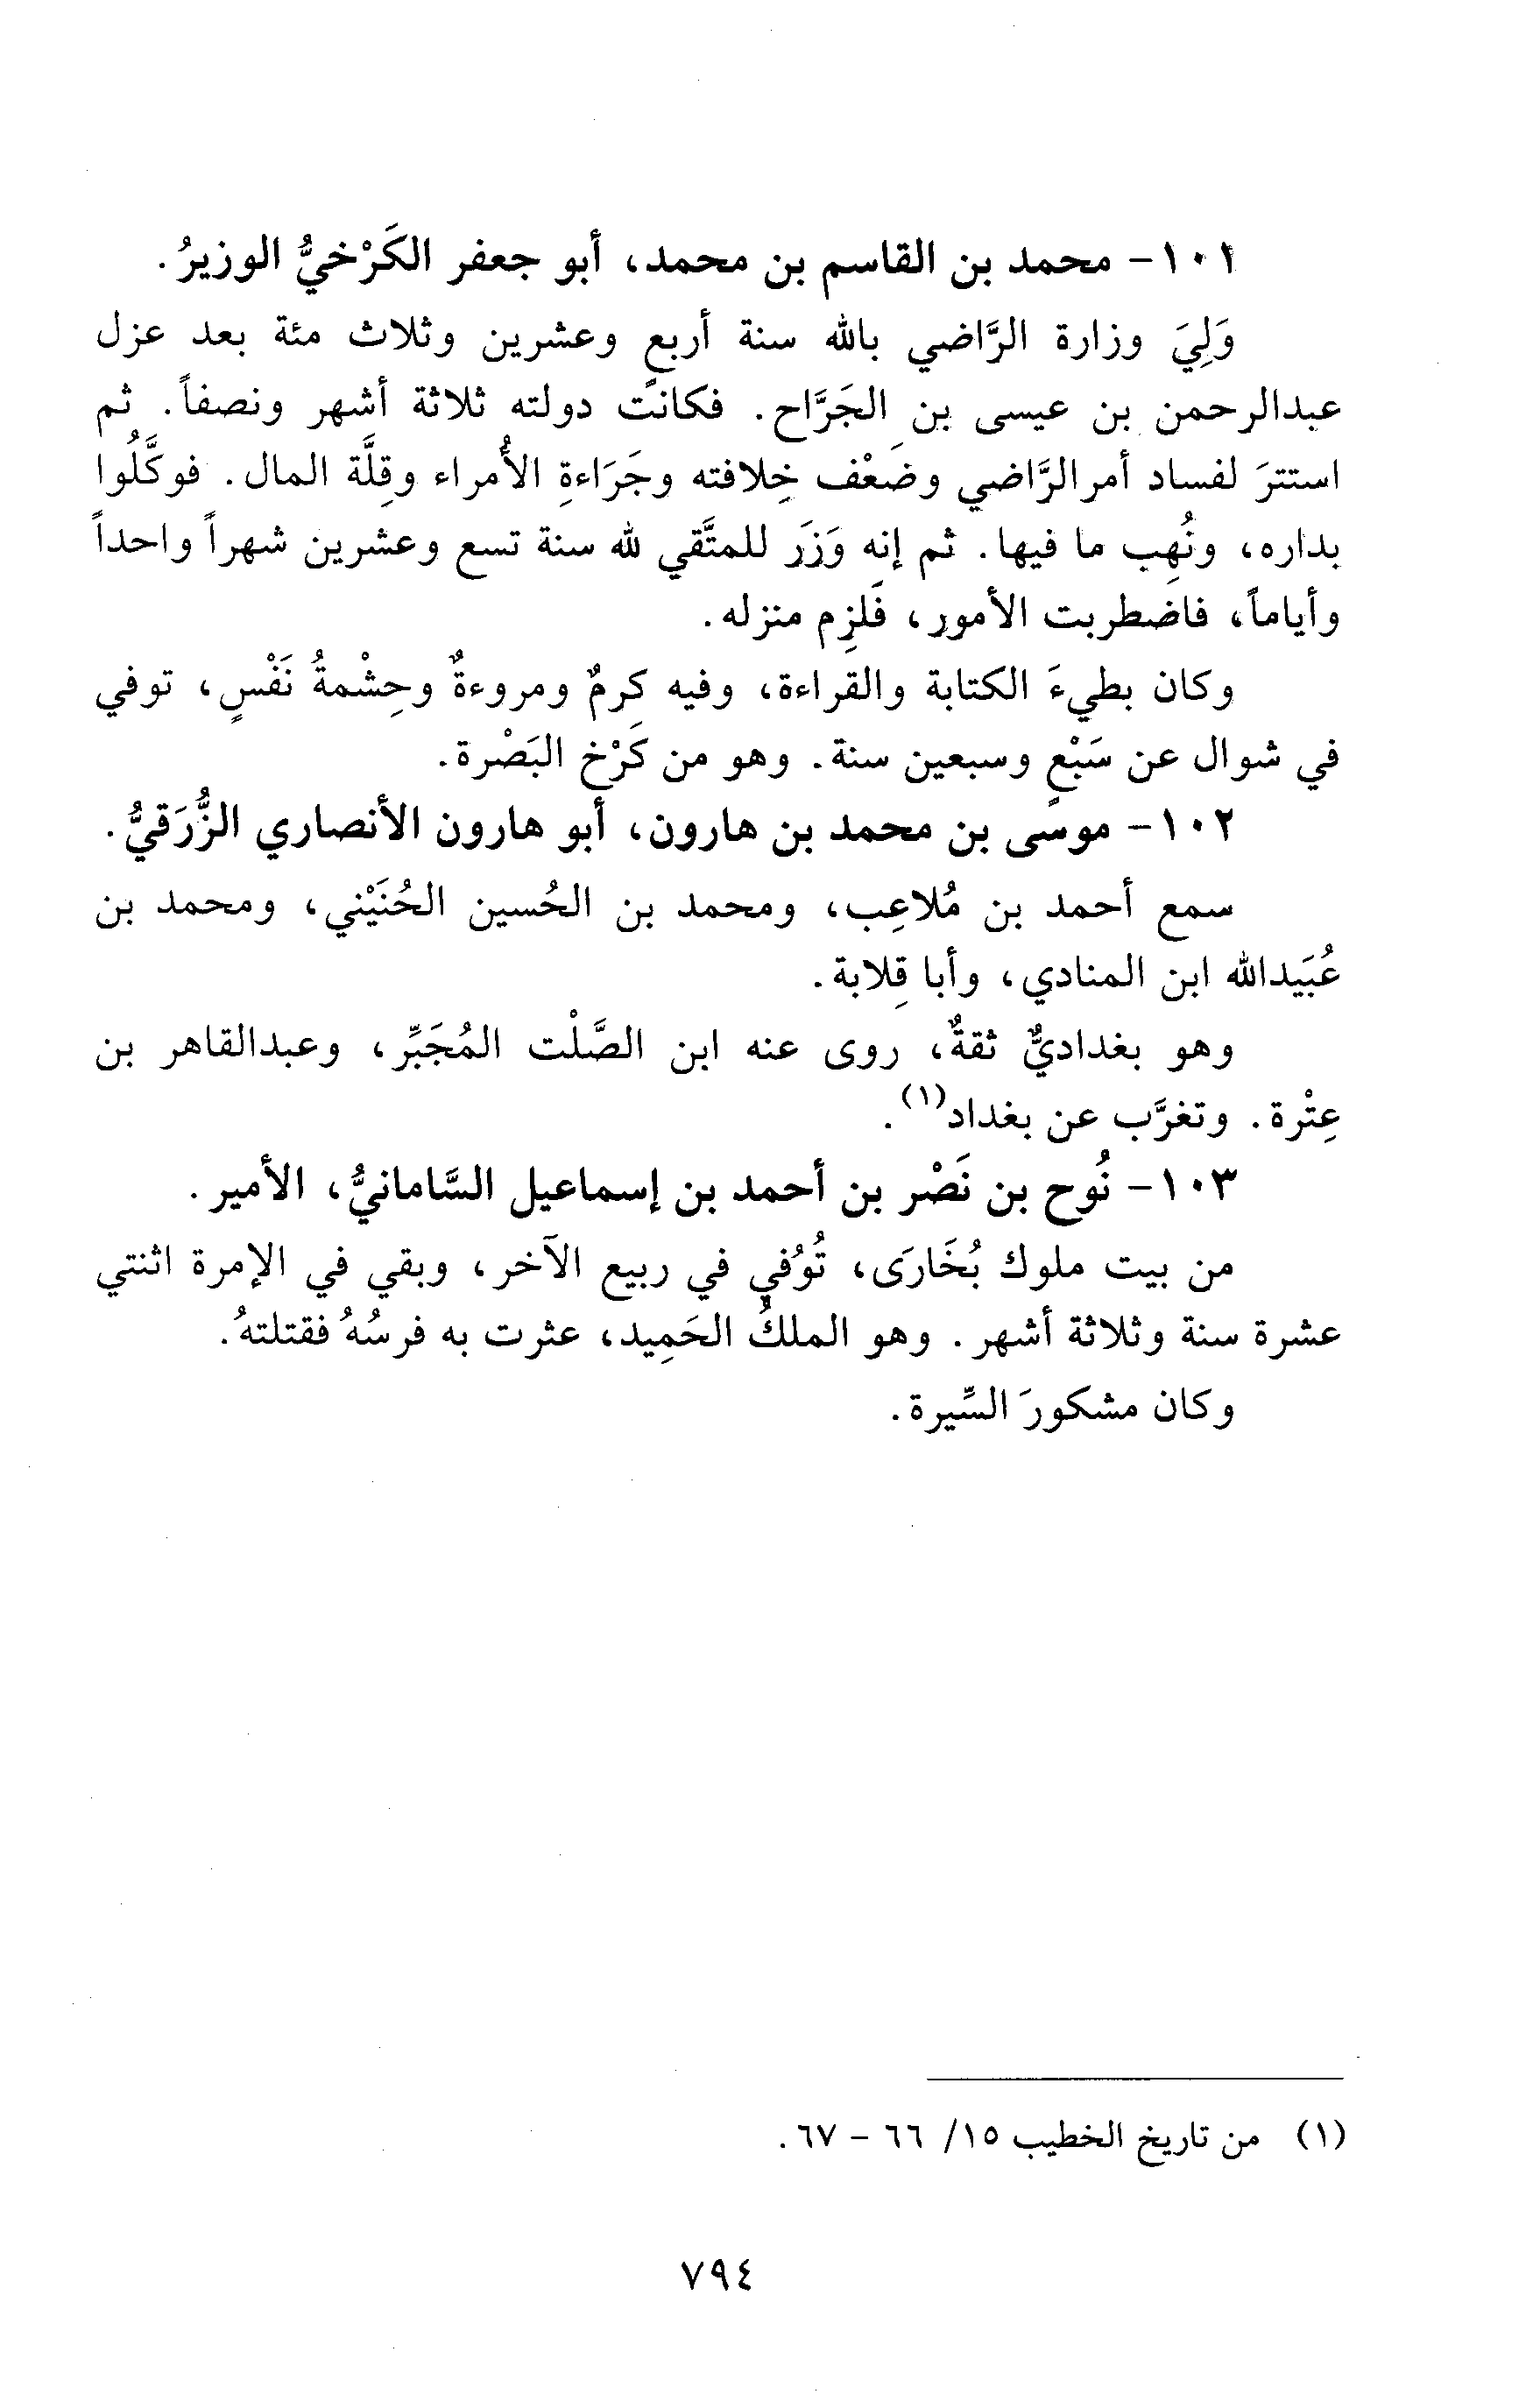 ١٠١- محمد بن القاسم بن محمد، أبو جعفر الكَرْخيُّ الوزيرُ.
وَلِيَ وزارة الرَّاضي بالله سنة أربعٍ وعشرين وثلاث مئة بعد عزل
عبدالرحمن بن عيسى بن الجَرَّاح. فكانت دولته ثلاثة أشهر ونصفاً. ثم
استترَ لفساد أمرالرَّاضي وضَعْف خِلافته وجَرَاءةِ الأُمراء وقِلَّة المال. فوكَّلُوا
بداره، ونُهِب ما فيها. ثم إنه وَزَر للمتَّقي لله سنة تسع وعشرين شهراً واحداً
وأياماً، فاضطربت الأمور، فَلزِم منزله.
وكان بطيءَ الكتابة والقراءة، وفيه كرمٌ ومروءةٌ وحِشْمةُ نَفْسٍ، توفي
في شوال عن سَبْعٍ وسبعين سنة. وهو من كَرْخ البَصْرة.
١٠٢- موسى بن محمد بن هارون، أبو هارون الأنصاري الزُّرَقيُّ.
سمع أحمد بن مُلاعِب، ومحمد بن الحُسين الحُنَيْني، ومحمد بن
عُبَيدالله ابن المنادي، وأبا قِلابة.
وهو بغداديٌّ ثقةٌ، روى عنه ابن الصَّلْت المُجَبِّر، وعبدالقاهر بن
عِتْرة. وتغرَّب عن بغداد(١).
١٠٣- نُوح بن نَصْر بن أحمد بن إسماعيل السَّامانيُّ، الأمير.
من بيت ملوك بُخَارَى، تُوُفي في ربيع الآخر، وبقي في الإمرة اثنتي
عشرة سنة وثلاثة أشهر. وهو الملكُ الحَمِيد، عثرت به فرسُهُ فقتلتهُ.
وكان مشكورَ السِّيرة.
(١) من تاريخ الخطيب ١٥/ ٦٦ - ٦٧.
٧٩٤